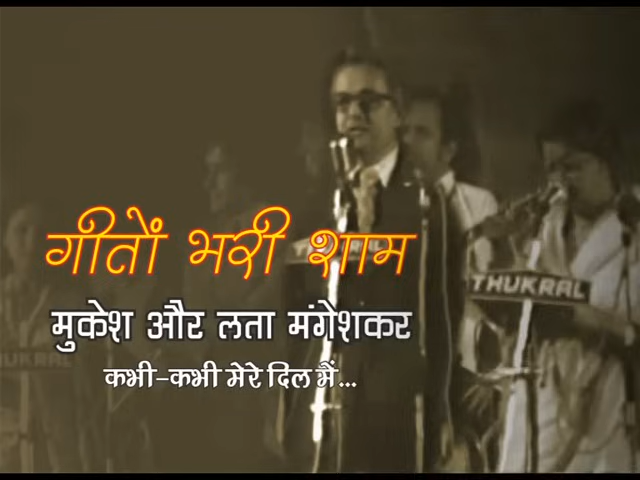 गीतों भरी शाम
THUKRAL
मुकेश और लता मंगेशकर
कभी-कभी मेरे दिल में...